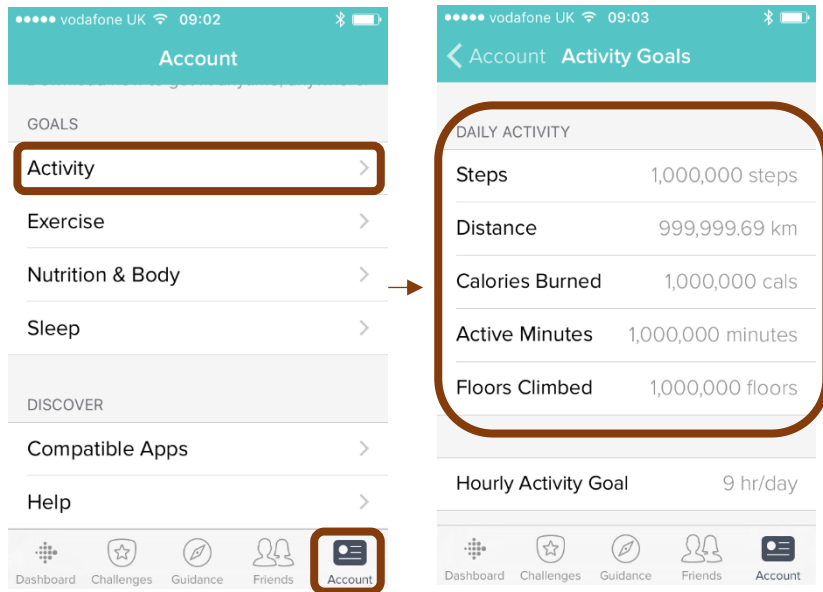 vodafone UK 09:02
Account
GOALS
Activity
Exercise
Nutrition & Body
Sleep
DISCOVER
Compatible Apps
Help
Dashboard Challenges Guidance Friends Account
vodafone UK 09:03
Account Activity Goals
DAILY ACTIVITY
Steps 1,000,000 steps
Distance 999,999.69 km
Calories Burned 1,000,000 cals
Active Minutes 1,000,000 minutes
Floors Climbed 1,000,000 floors
Hourly Activity Goal 9 hr/day
Dashboard Challenges Guidance Friends Account